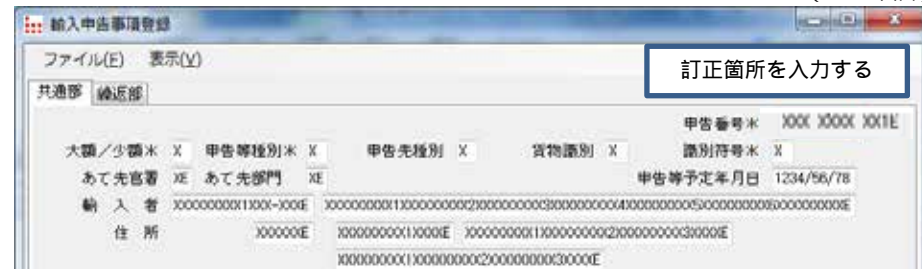 輸入申告事項登録
ファイル(F) 表示(V)
訂正箇所を入力する
共通部 繰返部
申告番号* XXX XXXX XX1E
大額/少額* X 申告等種別* X 申告先種別 X 貨物識別 X 識別符号* X
あて先官署 XE あて先部門 XE 申告等予定年月日 1234/56/78
輸入者 XXXXXXXXX1XXX-XXXE XXXXXXXXX1XXXXXXXXX2XXXXXXXXX3XXXXXXXXX4XXXXXXXXX5XXXXXXXXX6XXXXXXXXXE
住所 XXXXXXE XXXXXXXXX1XXXXE XXXXXXXXX1XXXXXXXXX2XXXXXXXXX3XXXXE
XXXXXXXXX1XXXXXXXXX2XXXXXXXXX3XXXXE